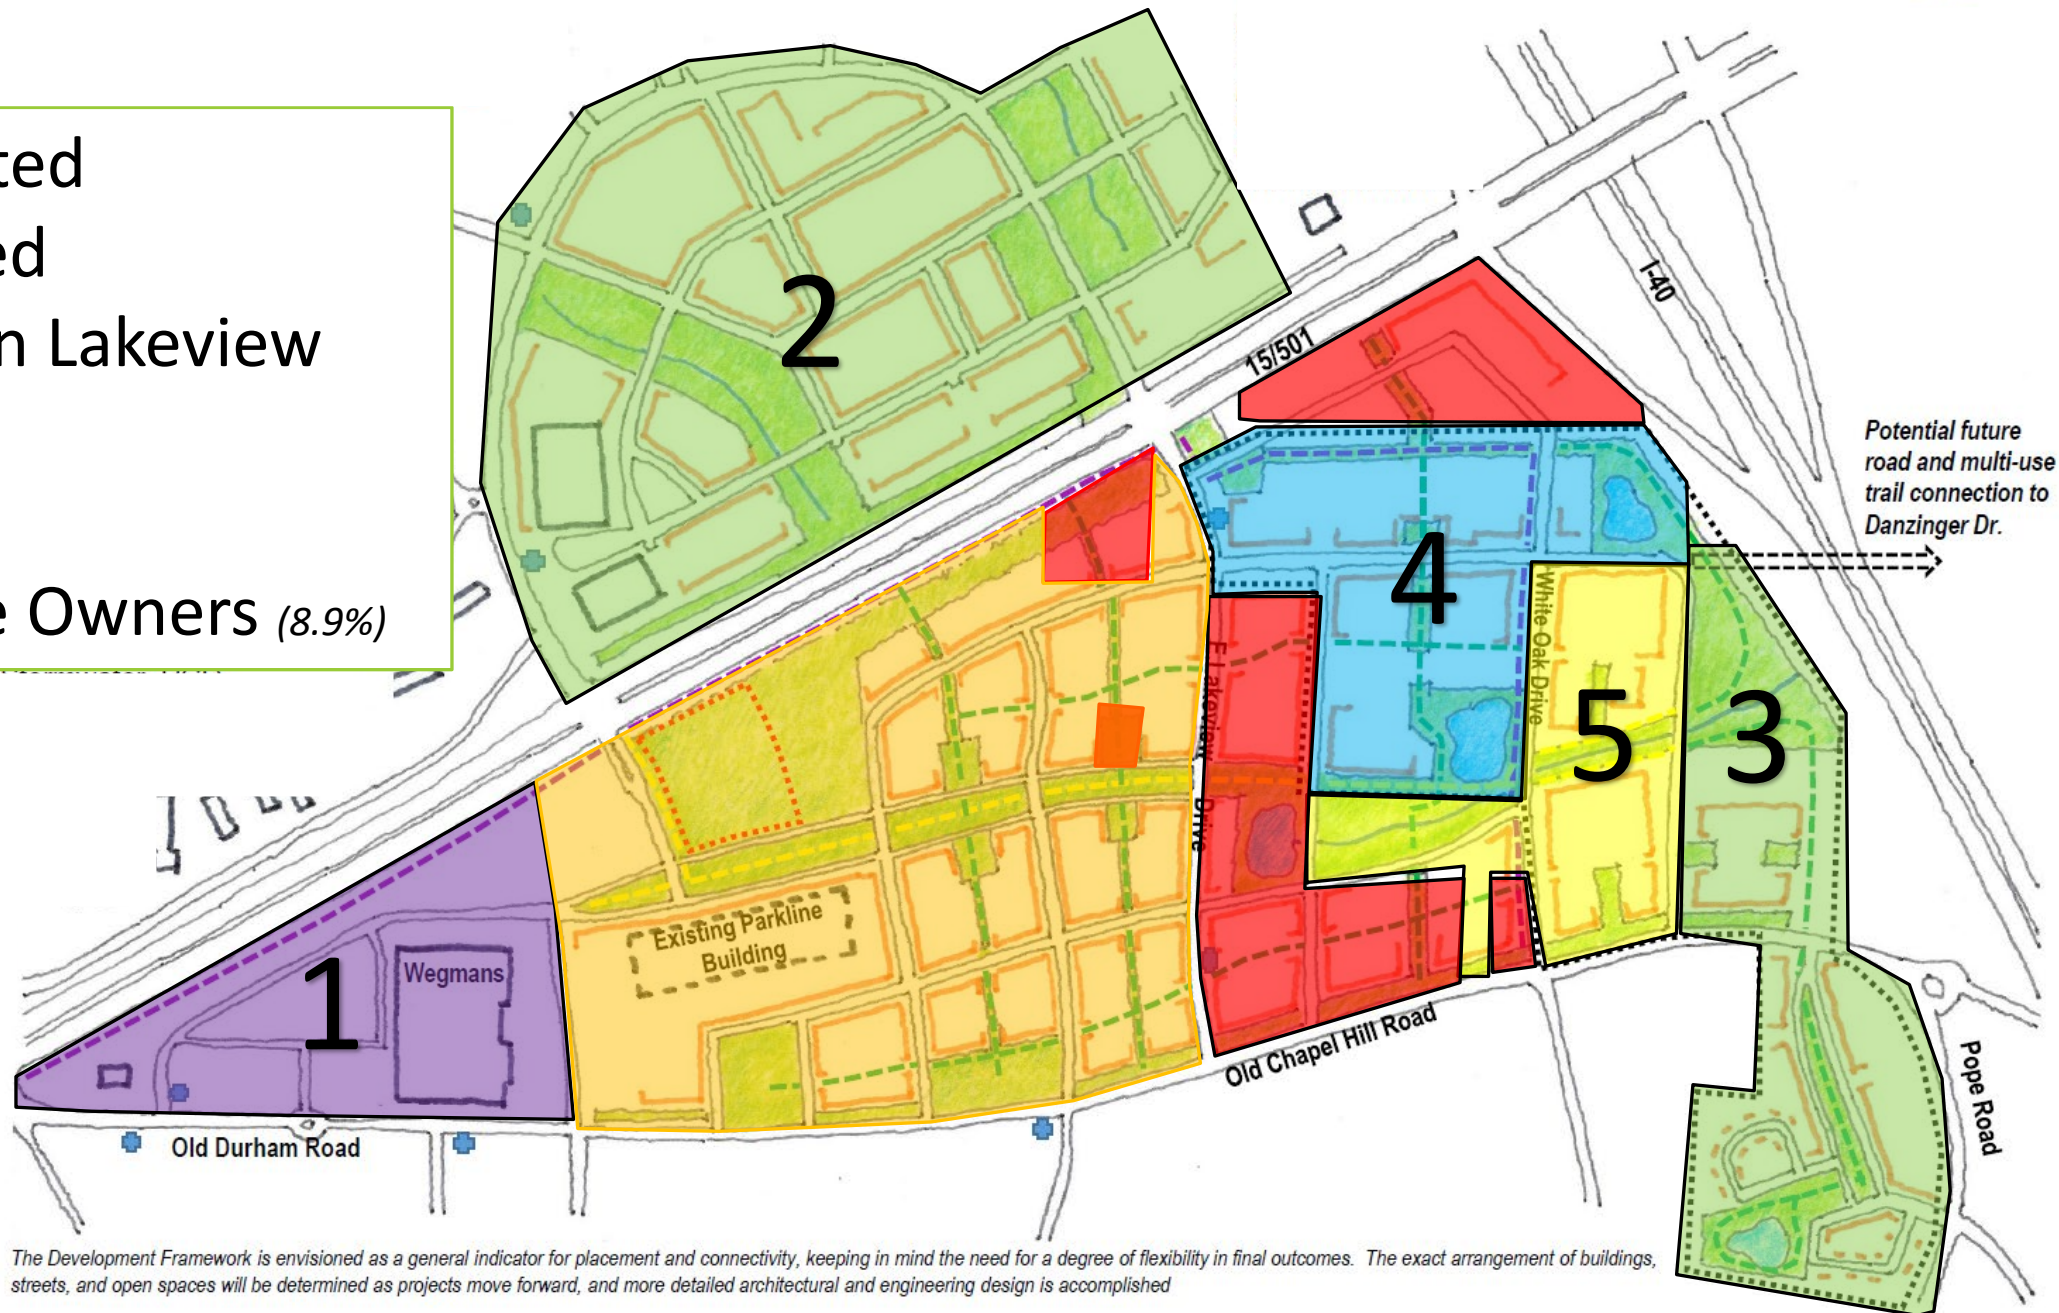 ted
ed
n Lakeview
e Owners (8.9%)
2
15/501
I-40
Potential future
road and multi-use
trail connection to
Danzinger Dr.
4
White Oak Drive
5
3
E Lakeview Drive
Existing Parkline
Building
Wegmans
1
Old Chapel Hill Road
Pope Road
Old Durham Road
The Development Framework is envisioned as a general indicator for placement and connectivity, keeping in mind the need for a degree of flexibility in final outcomes. The exact arrangement of buildings,
streets, and open spaces will be determined as projects move forward, and more detailed architectural and engineering design is accomplished